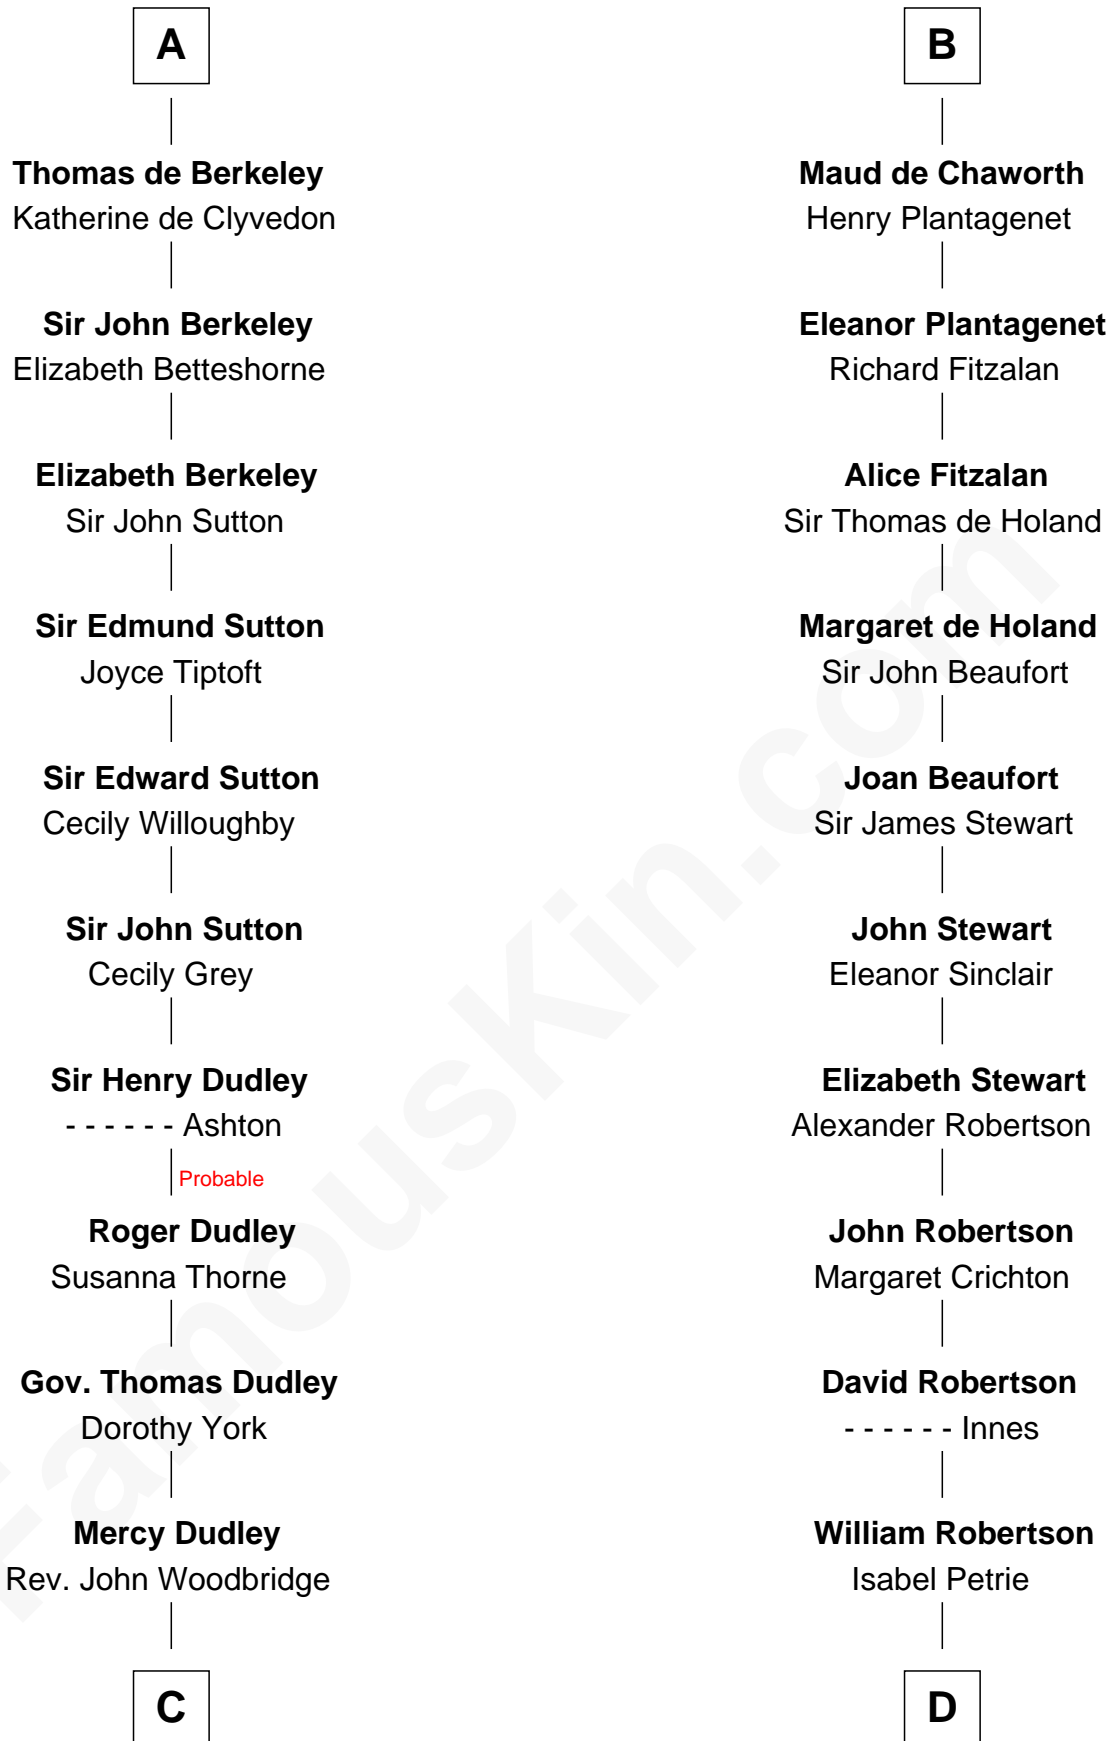 A
Thomas de Berkeley
Katherine de Clyvedon
Sir John Berkeley
Elizabeth Betteshorne
Elizabeth Berkeley
Sir John Sutton
Sir Edmund Sutton
Joyce Tiptoft
Sir Edward Sutton
Cecily Willoughby
Sir John Sutton
Cecily Grey
Sir Henry Dudley
- - - - - - Ashton
Probable
Roger Dudley
Susanna Thorne
Gov. Thomas Dudley
Dorothy York
Mercy Dudley
Rev. John Woodbridge
C
B
Maud de Chaworth
Henry Plantagenet
Eleanor Plantagenet
Richard Fitzalan
Alice Fitzalan
Sir Thomas de Holand
Margaret de Holand
Sir John Beaufort
Joan Beaufort
Sir James Stewart
John Stewart
Eleanor Sinclair
Elizabeth Stewart
Alexander Robertson
John Robertson
Margaret Crichton
David Robertson
- - - - - - Innes
William Robertson
Isabel Petrie
D
FamousKin.com